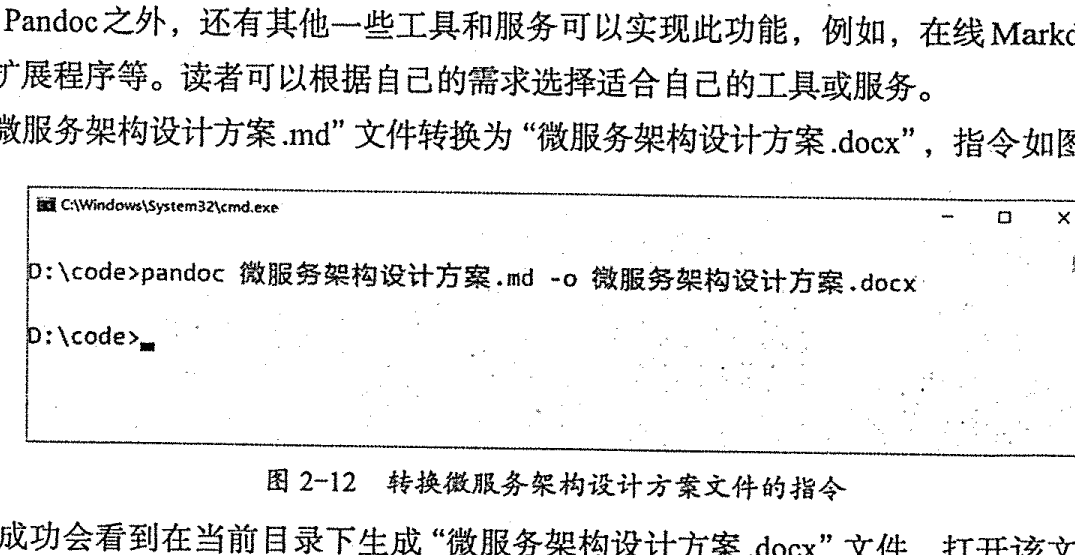 Pandoc之外，还有其他一些工具和服务可以实现此功能，例如，在线Markd
扩展程序等。读者可以根据自己的需求选择适合自己的工具或服务。
微服务架构设计方案.md”文件转换为“微服务架构设计方案.docx”，指令如图
C:\Windows\System32\cmd.exe
D:\code>pandoc 微服务架构设计方案.md -o 微服务架构设计方案.docx
D:\code>
图 2-12 转换微服务架构设计方案文件的指令
成功会看到在当前目录下生成“微服务架构设计方案.docx”文件，打开该文